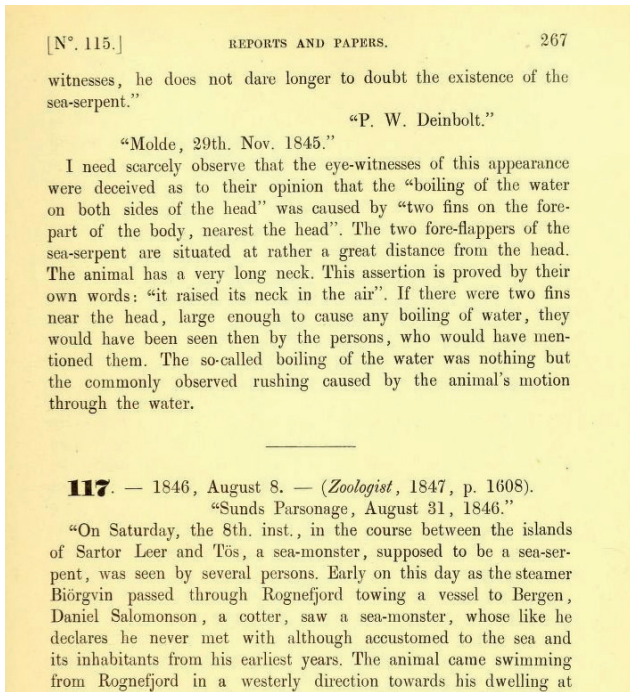 [N°. 115.] REPORTS AND PAPERS. 267
witnesses, he does not dare longer to doubt the existence of the
sea-serpent.”
“P. W. Deinbolt.”
“Molde, 29th. Nov. 1845.”
I need scarcely observe that the eye-witnesses of this appearance
were deceived as to their opinion that the “boiling of the water
on both sides of the head” was caused by “two fins on the fore-
part of the body, nearest the head”. The two fore-flappers of the
sea-serpent are situated at rather a great distance from the head.
The animal has a very long neck. This assertion is proved by their
own words: “it raised its neck in the air”. If there were two fins
near the head, large enough to cause any boiling of water, they
would have been seen then by the persons, who would have men-
tioned them. The so-called boiling of the water was nothing but
the commonly observed rushing caused by the animal’s motion
through the water.
117. — 1846, August 8. — (Zoologist, 1847, p. 1608).
“Sunds Parsonage, August 31, 1846.”
“On Saturday, the 8th. inst., in the course between the islands
of Sartor Leer and Tös, a sea-monster, supposed to be a sea-ser-
pent, was seen by several persons. Early on this day as the steamer
Biörgvin passed through Rognefjord towing a vessel to Bergen,
Daniel Salomonson, a cotter, saw a sea-monster, whose like he
declares he never met with although accustomed to the sea and
its inhabitants from his earliest years. The animal came swimming
from Rognefjord in a westerly direction towards his dwelling at